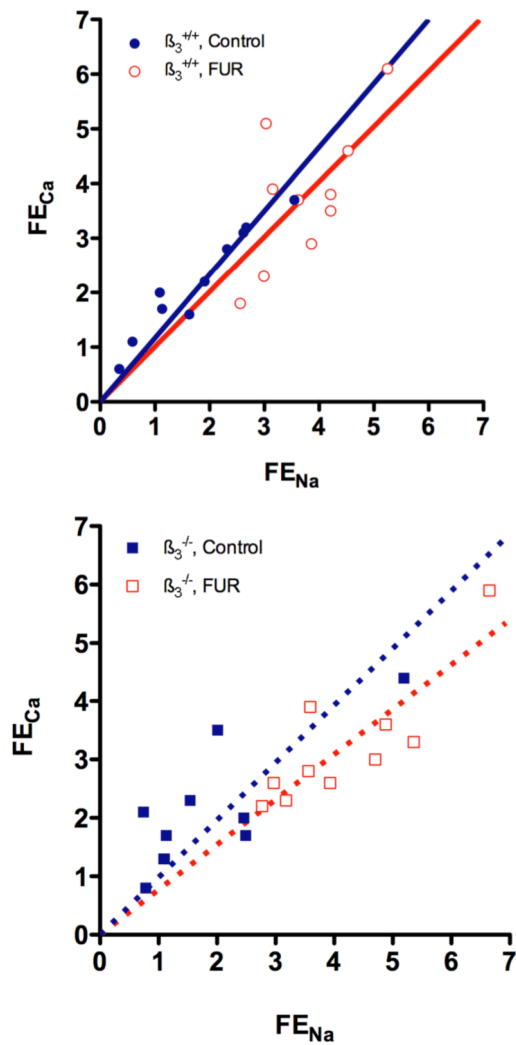 7
ß3+/+, Control
6
ß3+/+, FUR
5
4
FECa
3
2
1
0
0 1 2 3 4 5 6 7
FENa
7
ß3-/-, Control
6
ß3-/-, FUR
5
4
FECa
3
2
1
0
0 1 2 3 4 5 6 7
FENa